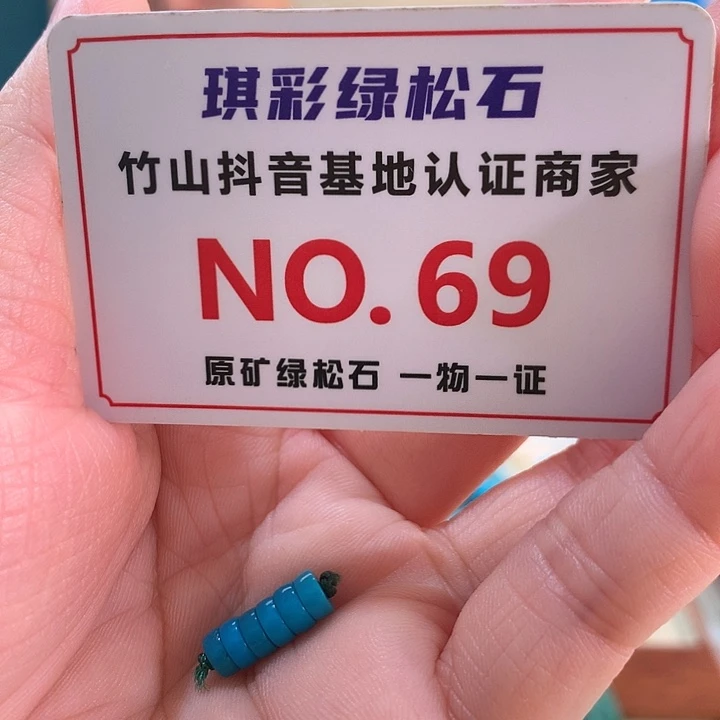 琪彩绿松石
竹山抖音基地认证商家
NO.69
原矿绿松石 一物一证